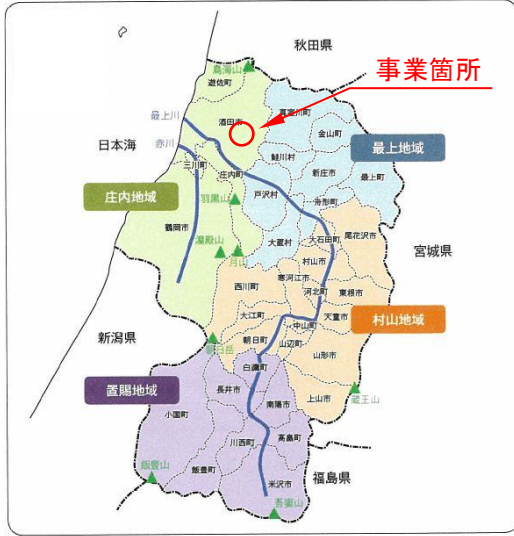 秋田県
事業箇所
鳥海山
遊佐町
真室川町
最上川
酒田市
金山町
日本海
赤川
鮭川村
最上地域
三川町
庄内町
新庄市
最上町
庄内地域
羽黒山
戸沢村
舟形町
鶴岡市
大蔵村
大石田町
尾花沢市
宮城県
湯殿山
月山
村山市
西川町
寒河江市
河北町
東根市
大江町
天童市
村山地域
新潟県
中山町
朝日岳
朝日町
山辺町
山形市
白鷹町
置賜地域
長井市
上山市
蔵王山
小国町
南陽市
川西町
高畠町
飯豊山
飯豊町
米沢市
福島県
吾妻山